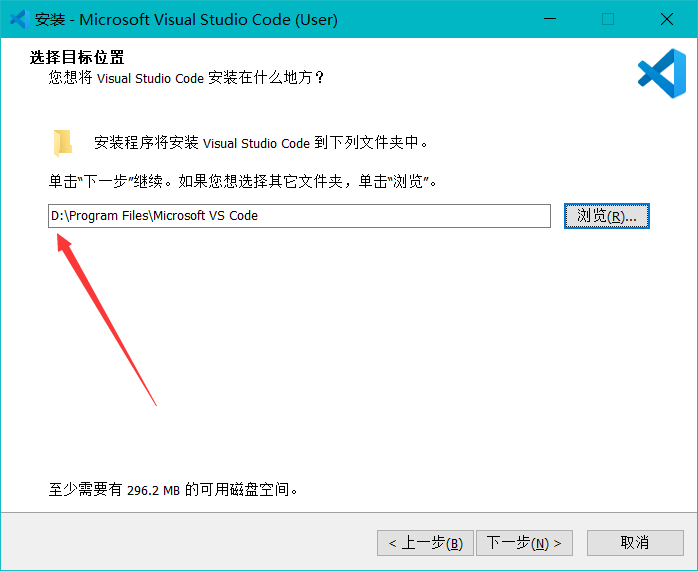 安装 - Microsoft Visual Studio Code (User)
选择目标位置
您想将 Visual Studio Code 安装在什么地方？
安装程序将安装 Visual Studio Code 到下列文件夹中。
单击“下一步”继续。如果您想选择其它文件夹，单击“浏览”。
D:\Program Files\Microsoft VS Code
浏览(R)...
至少需要有 296.2 MB 的可用磁盘空间。
< 上一步(B)
下一步(N) >
取消